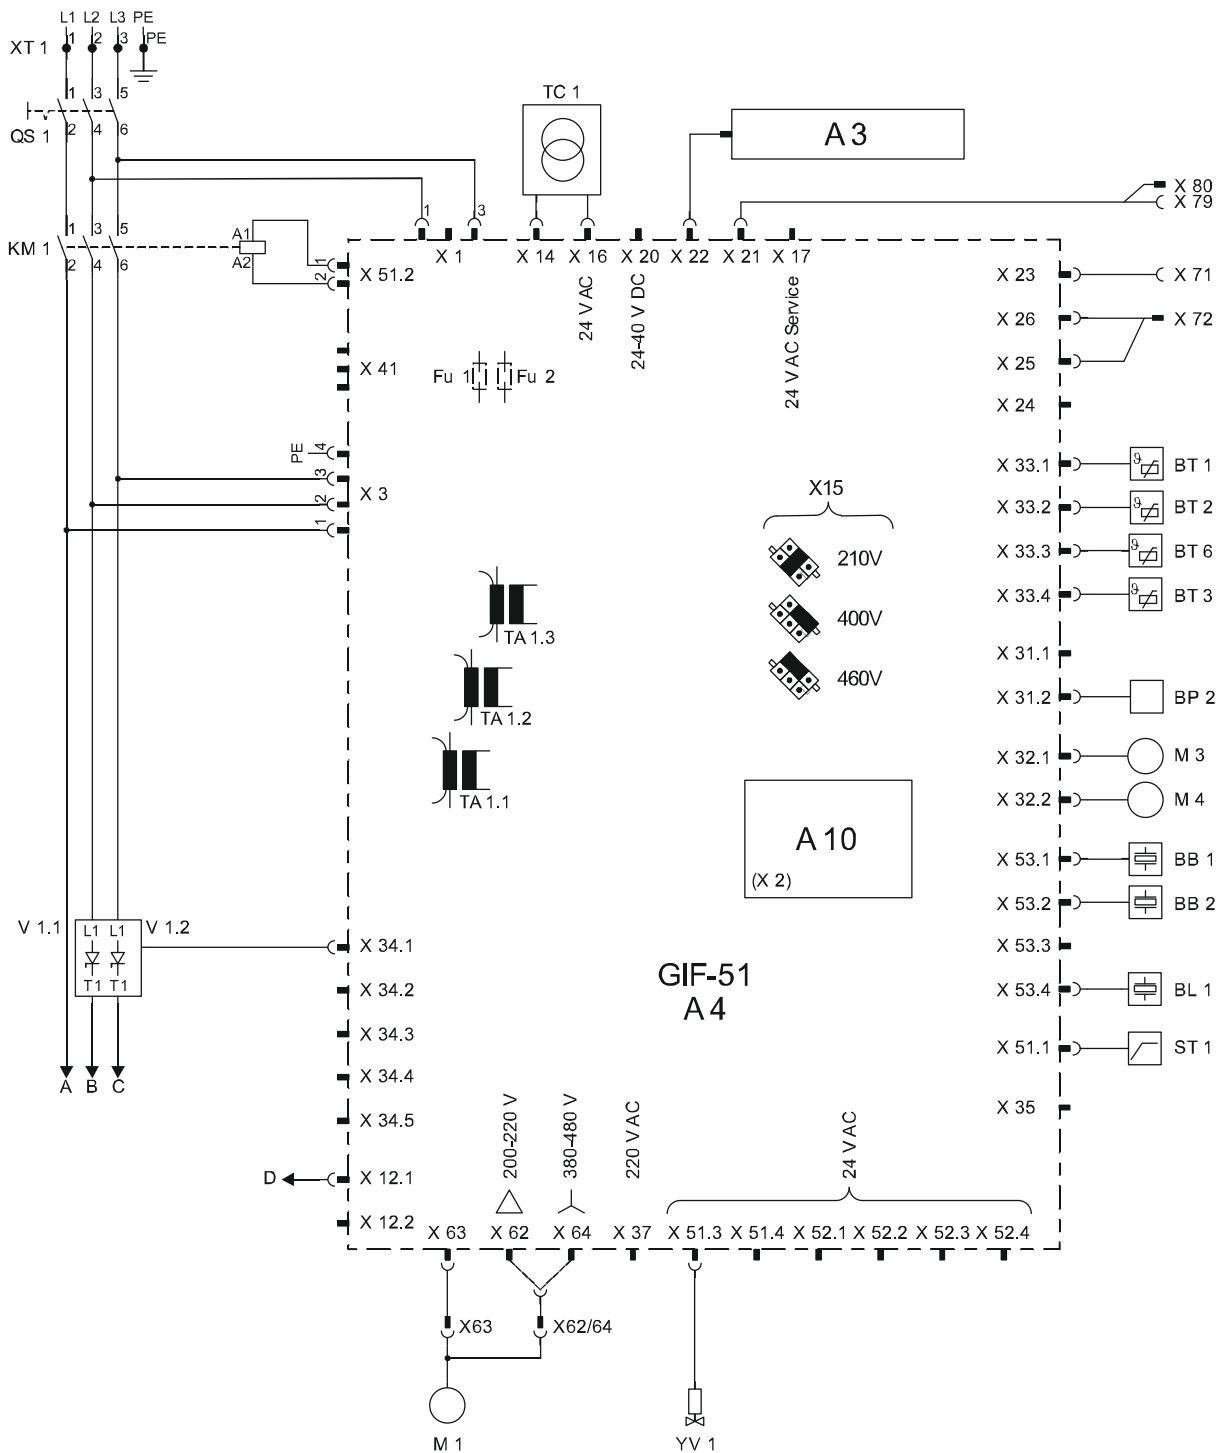 L1 L2 L3 PE
XT 1
1 2 3 PE
TC 1
A 3
1 3 5
QS 1
2 4 6
X 80
X 79
1 3
1 3 5
KM 1
2 4 6
A1
A2
1
2
X 51.2
X 1
X 14
X 16
X 20
X 22
X 21
X 17
24 V AC
24-40 V DC
24 V AC Service
X 23
X 71
X 26
X 72
X 25
X 24
X 41
Fu 1
Fu 2
PE
4
3
2
1
X 3
X15
210V
400V
460V
X 33.1
BT 1
X 33.2
BT 2
X 33.3
BT 6
X 33.4
BT 3
ϑ
ϑ
ϑ
ϑ
TA 1.3
TA 1.2
TA 1.1
X 31.1
X 31.2
BP 2
X 32.1
M 3
X 32.2
M 4
A 10
(X 2)
X 53.1
BB 1
X 53.2
BB 2
X 53.3
X 53.4
BL 1
X 51.1
ST 1
X 35
V 1.1
L1 L1
V 1.2
T1 T1
X 34.1
X 34.2
X 34.3
X 34.4
X 34.5
GIF-51
A 4
A B C
D
X 12.1
X 12.2
200-220 V
380-480 V
220 V AC
24 V AC
X 63
X 62
X 64
X 37
X 51.3
X 51.4
X 52.1
X 52.2
X 52.3
X 52.4
X63
X62/64
M 1
YV 1